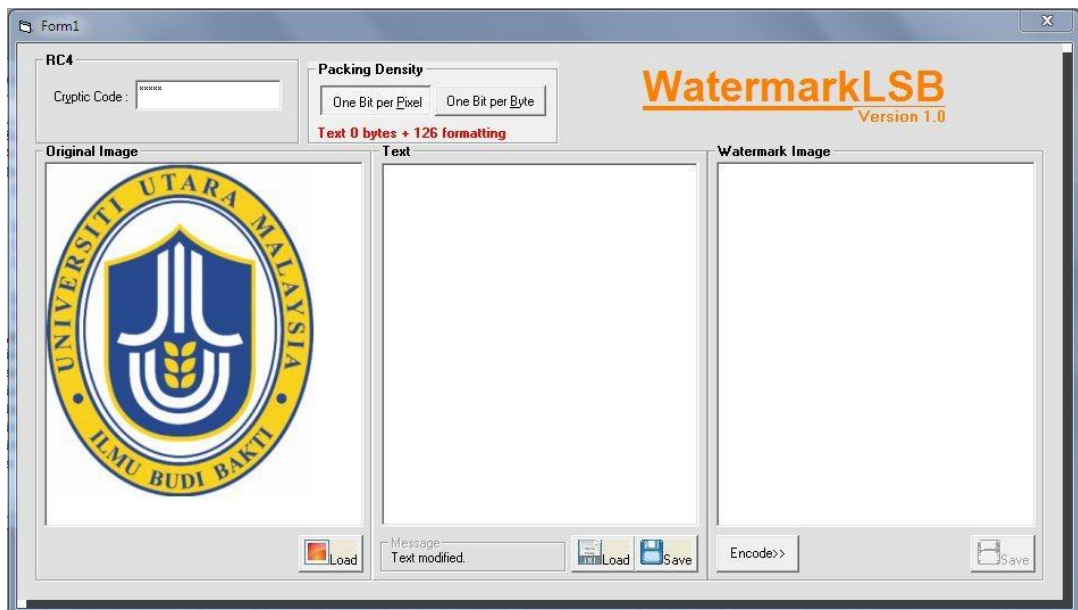 Form1
X
RC4
Cryptic Code :
xxxxx
Packing Density
One Bit per Pixel
One Bit per Byte
Text 0 bytes + 126 formatting
WatermarkLSB
Version 1.0
Original Image
UNIVERSITI UTARA MALAYSIA
ILMU BUDI BAKTI
Load
Text
Message
Text modified.
Load
Save
Watermark Image
Encode>>
Save